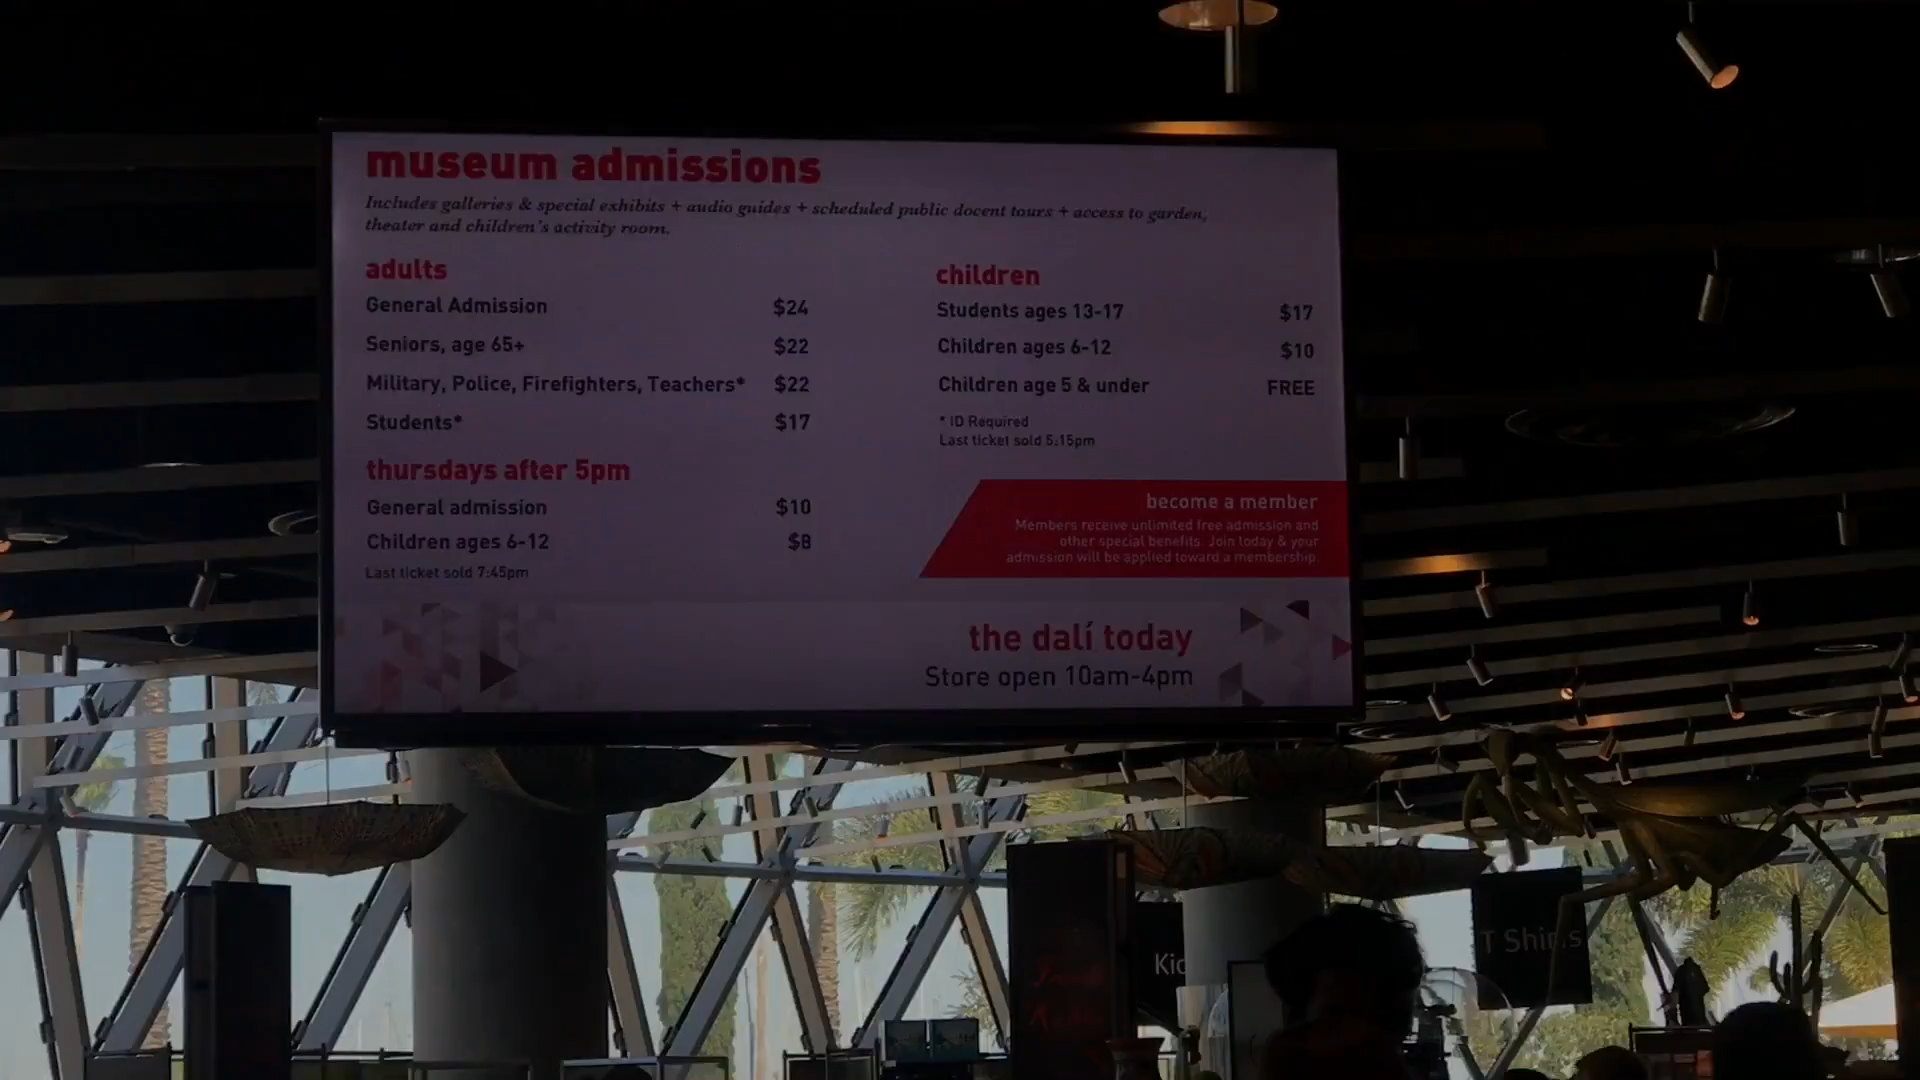 museum admissions
Includes galleries & special exhibits + audio guides + scheduled public docent tours + access to garden,
theater and children's activity room.
adults
General Admission $24
Seniors, age 65+ $22
Military, Police, Firefighters, Teachers* $22
Students* $17
thursdays after 5pm
General admission $10
Children ages 6-12 $8
Last ticket sold 7:45pm
children
Students ages 13-17 $17
Children ages 6-12 $10
Children age 5 & under FREE
* ID Required
Last ticket sold 5:15pm
become a member
Members receive unlimited free admission and
other special benefits. Join today & your
admission will be applied toward a membership.
the dalí today
Store open 10am-4pm
T Shirts